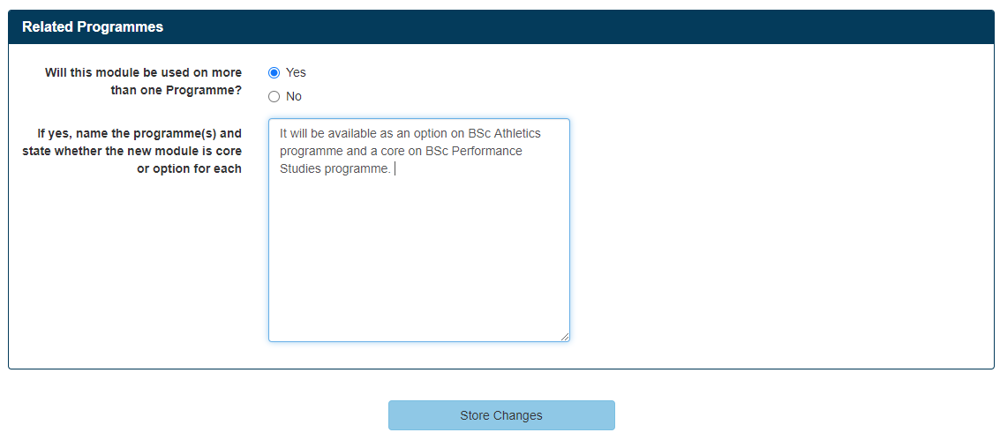 Related Programmes
Will this module be used on more
than one Programme?
Yes
No
If yes, name the programme(s) and
state whether the new module is core
or option for each
It will be available as an option on BSc Athletics
programme and a core on BSc Performance
Studies programme.
Store Changes